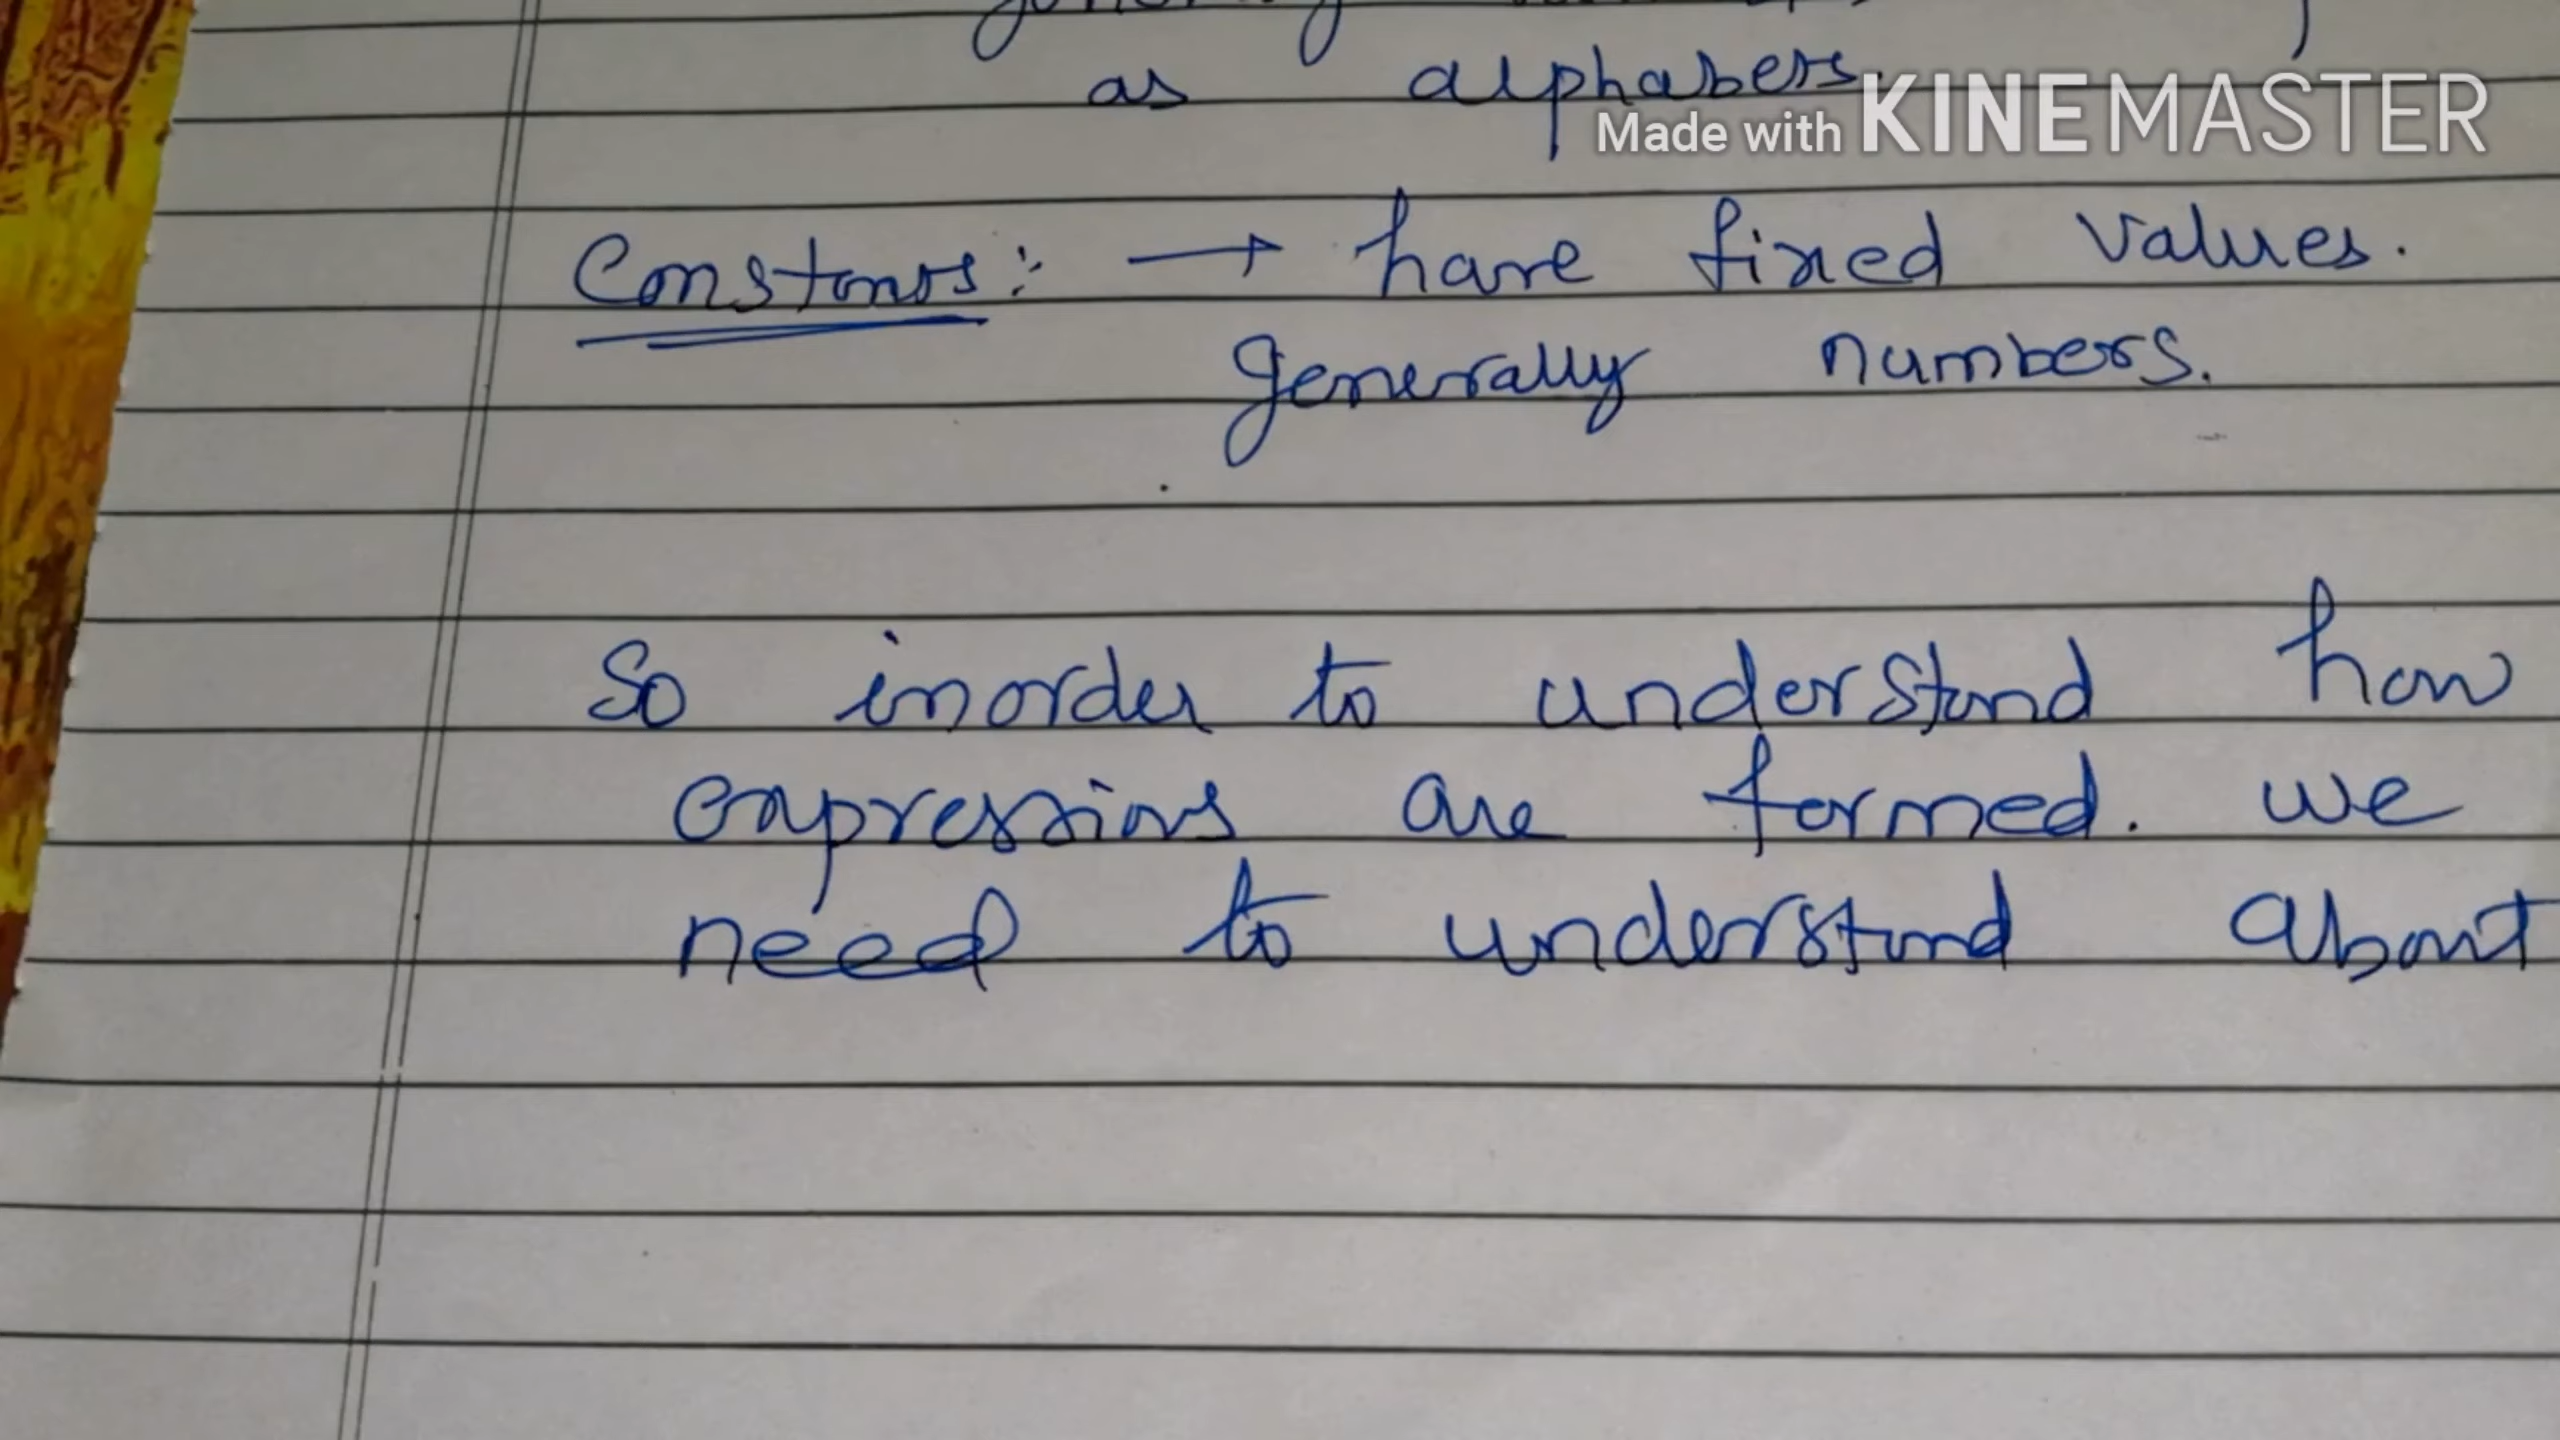 as alphabets.
Made with KINEMASTER
Constants: → have fixed values.
generally numbers.
So inorder to understand how
expressions are formed. we
need to understand about